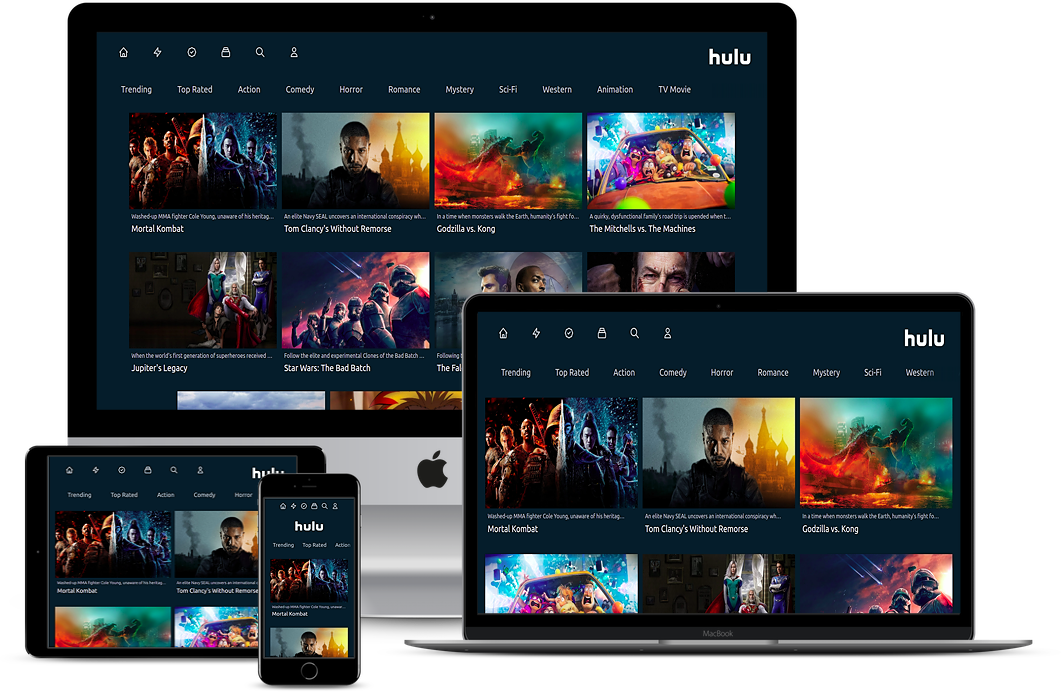 hulu
Trending Top Rated Action Comedy Horror Romance Mystery Sci-Fi Western Animation TV Movie
Washed-up MMA fighter Cole Young, unaware of his heritag... An elite Navy SEAL uncovers an international conspiracy wh... In a time when monsters walk the Earth, humanity's fight fo... A quirky, dysfunctional family's road trip is upended when t...
Mortal Kombat Tom Clancy's Without Remorse Godzilla vs. Kong The Mitchells vs. The Machines
When the world's first generation of superheroes received ... Follow the elite and experimental Clones of the Bad Batch ... Following
Jupiter's Legacy Star Wars: The Bad Batch The Fal
hulu
Trending Top Rated Action Comedy Horror Romance Mystery Sci-Fi Western
Washed-up MMA fighter Cole Young, unaware of his heritag... An elite Navy SEAL uncovers an international conspiracy wh... In a time when monsters walk the Earth, humanity's fight fo...
Mortal Kombat Tom Clancy's Without Remorse Godzilla vs. Kong
MacBook
hulu
Trending Top Rated Action Comedy Horror
Washed-up MMA fighter Cole Young, unaware of his heritag... An elite Navy SEAL uncovers an international
Mortal Kombat Tom Clancy's Without Remorse
hulu
Trending Top Rated Action
Washed-up MMA fighter Cole Young, unaware ...
Mortal Kombat